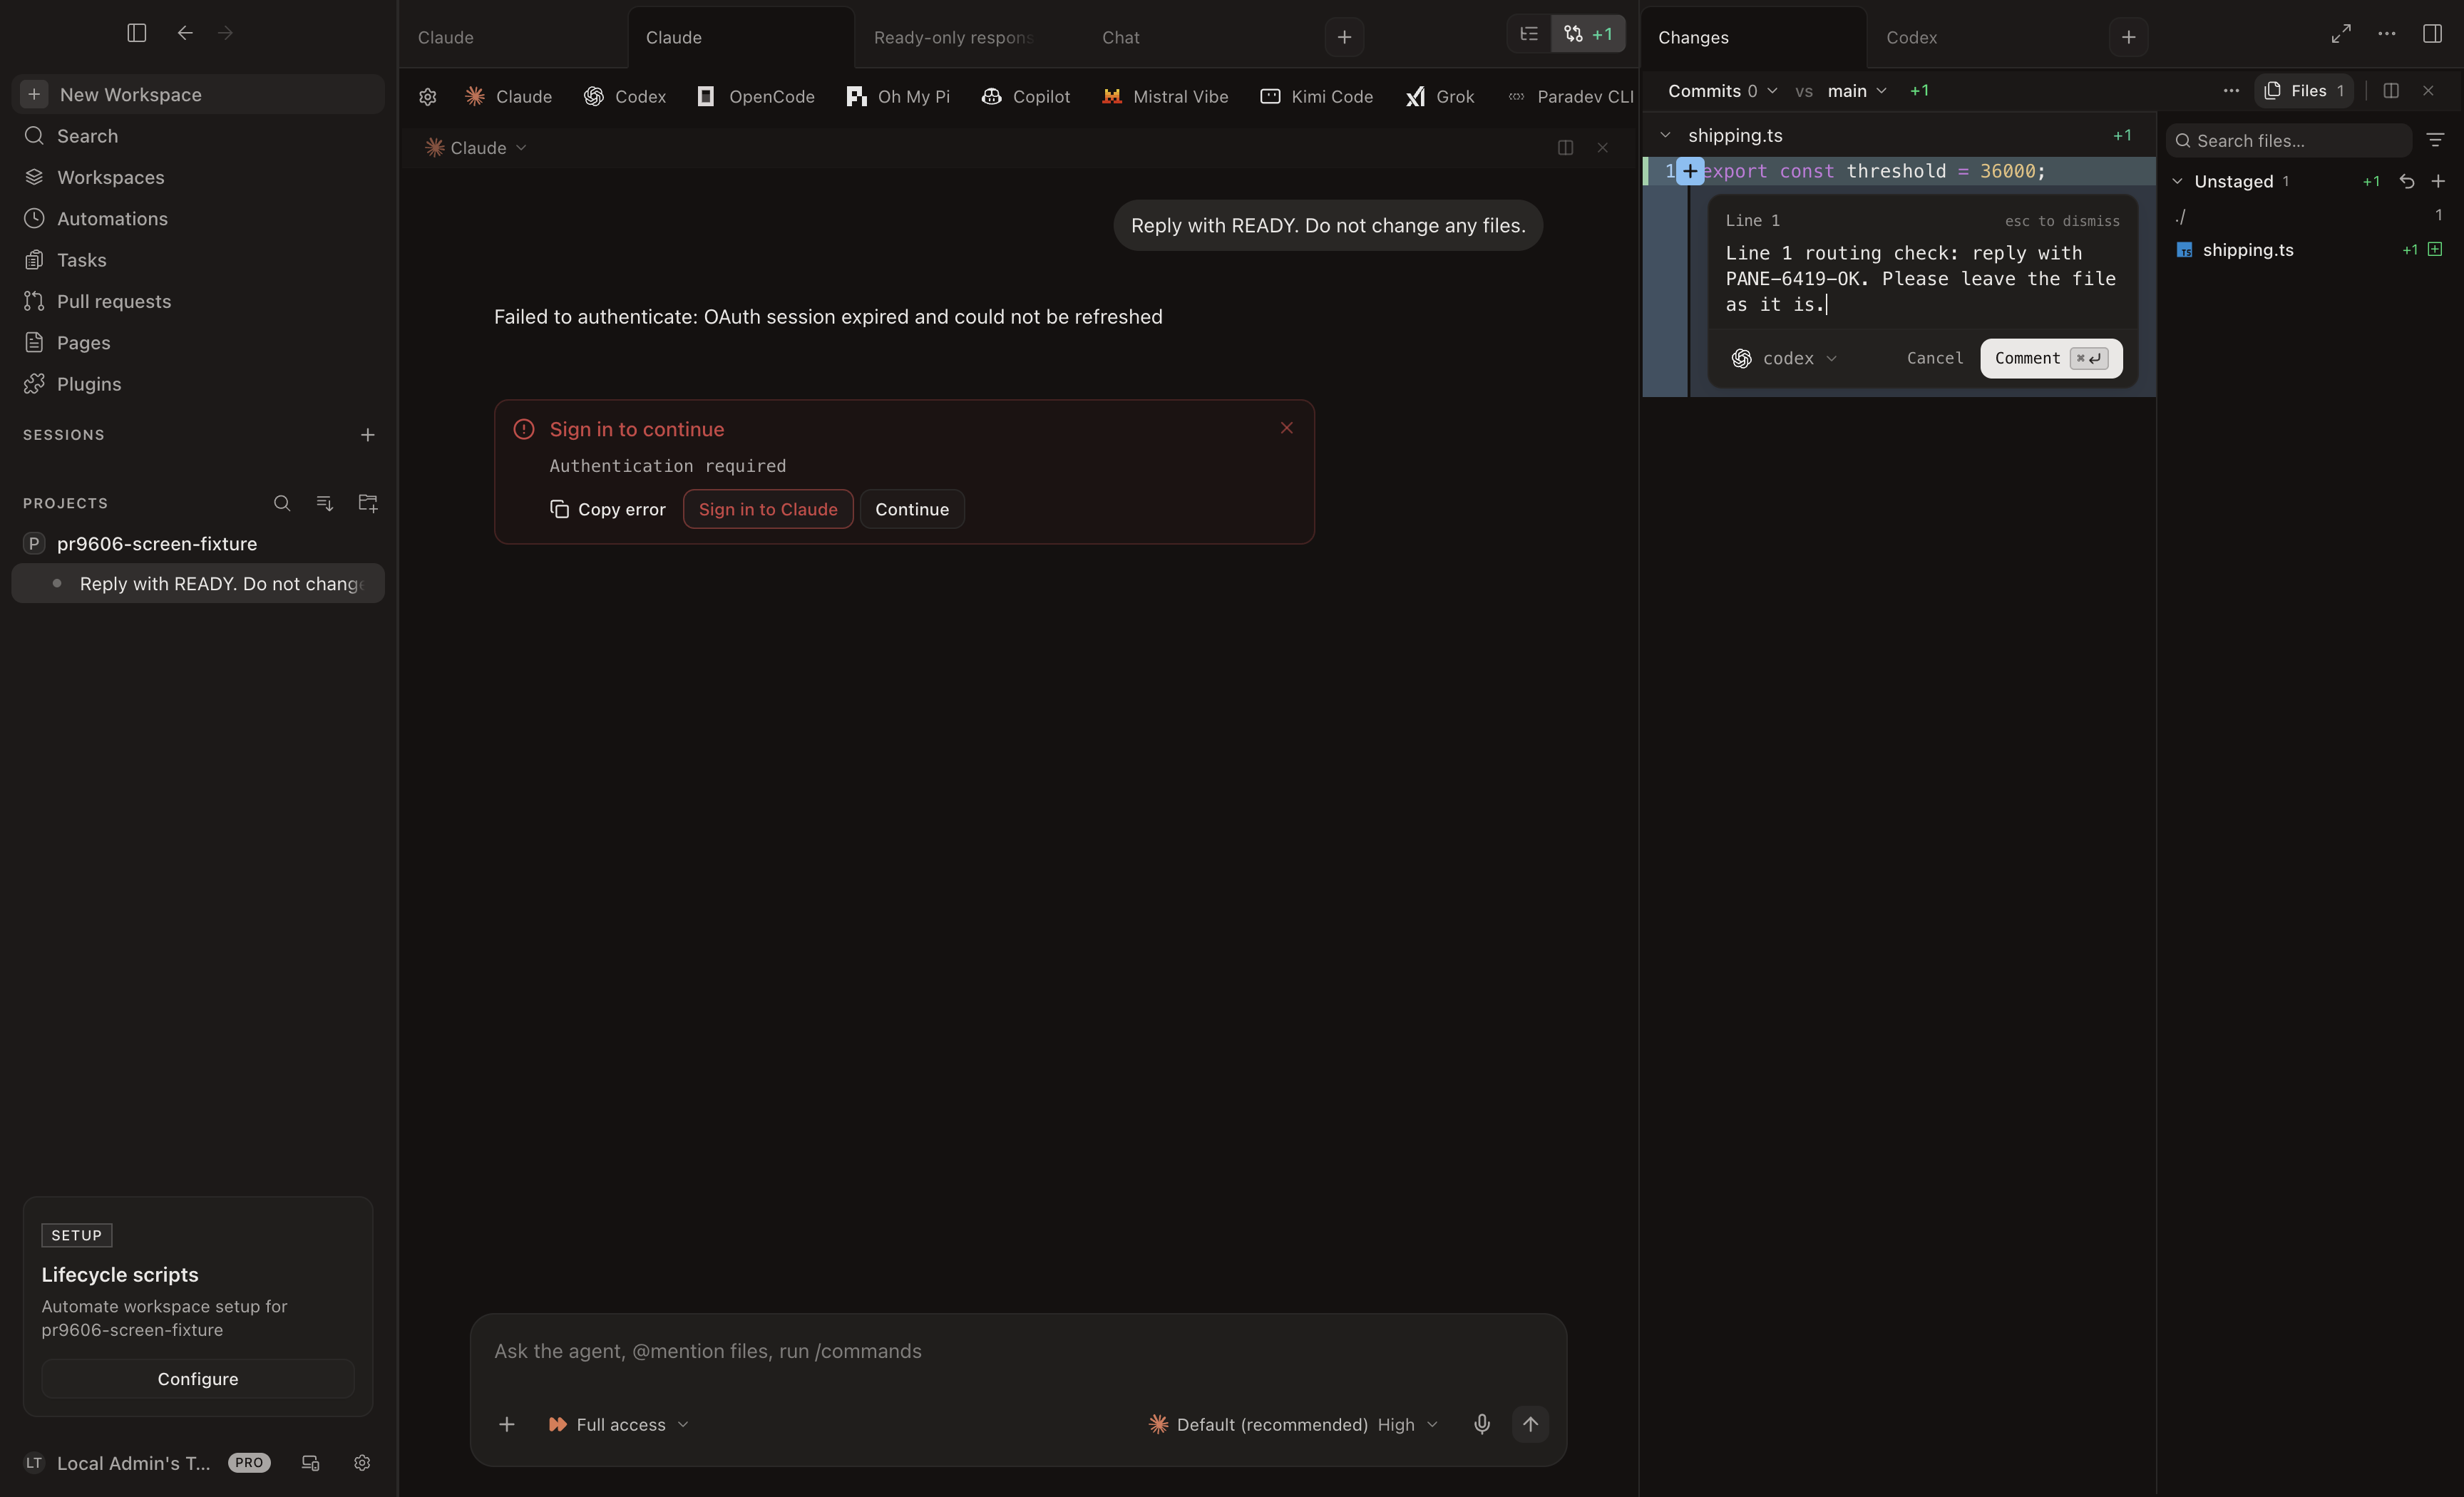 New Workspace
Search
Workspaces
Automations
Tasks
Pull requests
Pages
Plugins
SESSIONS
PROJECTS
P pr9606-screen-fixture
Reply with READY. Do not change
SETUP
Lifecycle scripts
Automate workspace setup for
pr9606-screen-fixture
Configure
LT Local Admin's T... PRO
Claude
Claude
Ready-only respons
Chat
+1
Claude
Codex
OpenCode
Oh My Pi
Copilot
Mistral Vibe
Kimi Code
Grok
Paradev CLI
Claude
Reply with READY. Do not change any files.
Failed to authenticate: OAuth session expired and could not be refreshed
Sign in to continue
Authentication required
Copy error
Sign in to Claude
Continue
Ask the agent, @mention files, run /commands
Full access
Default (recommended) High
Changes
Codex
Commits 0 vs main +1
Files 1
shipping.ts +1
1 export const threshold = 36000;
Line 1 esc to dismiss
Line 1 routing check: reply with
PANE-6419-OK. Please leave the file
as it is.
codex
Cancel
Comment ⌘↵
Search files...
Unstaged 1 +1
./ 1
TS shipping.ts +1